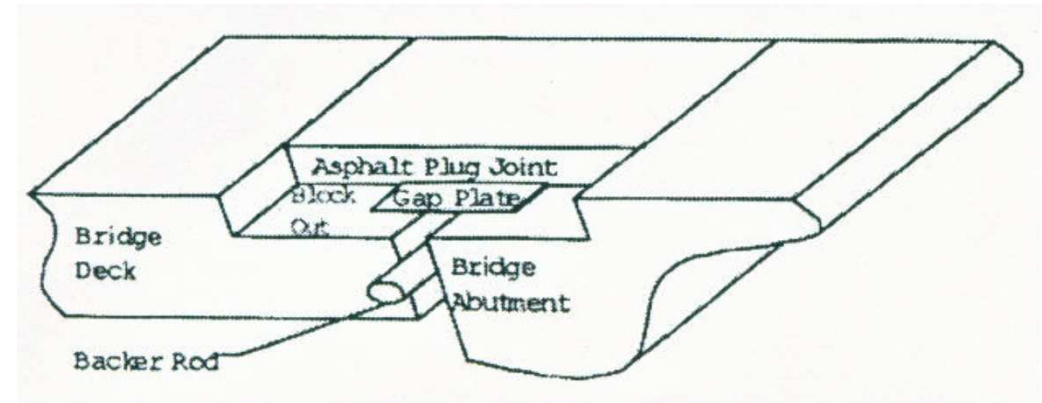 Asphalt Plug Joint
Block
Out
Gap Plate
Bridge
Deck
Bridge
Abutment
Backer Rod